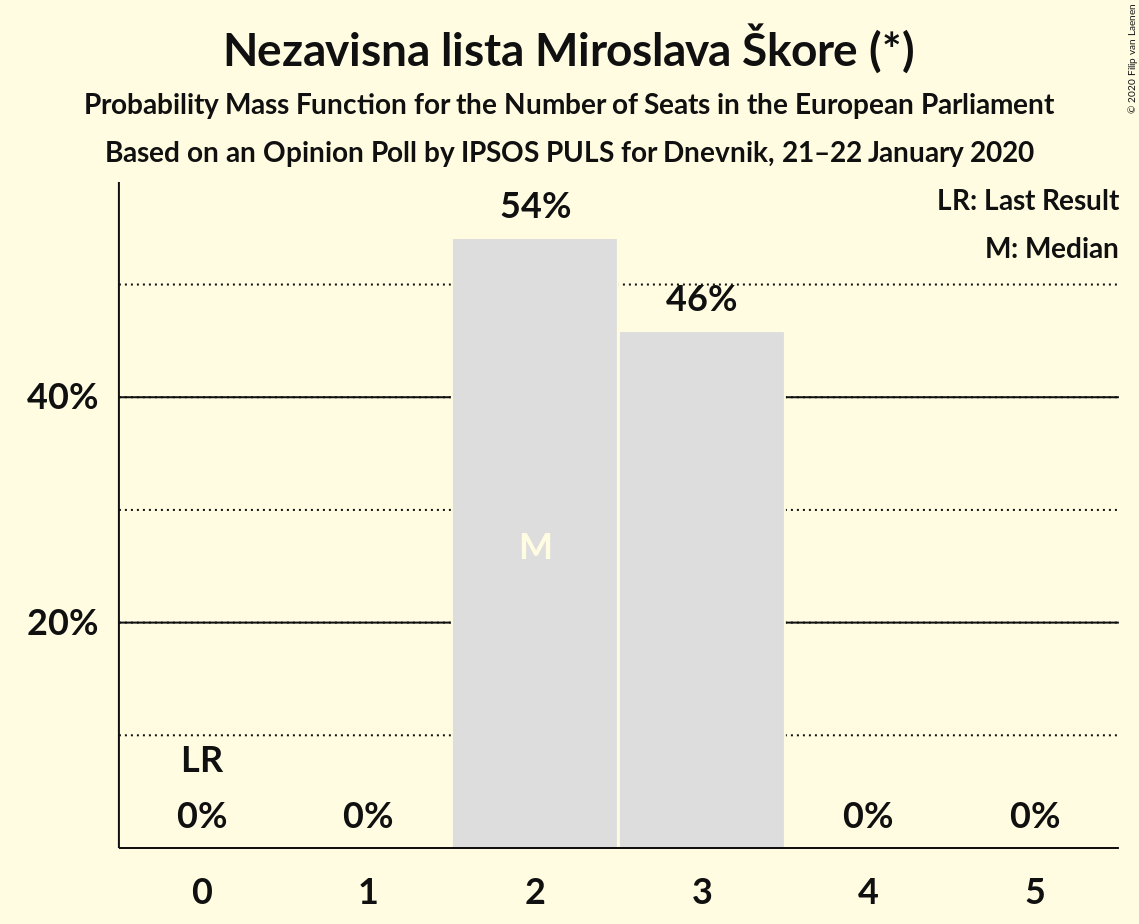 Nezavisna lista Miroslava Škore (*)
Probability Mass Function for the Number of Seats in the European Parliament
Based on an Opinion Poll by IPSOS PULS for Dnevnik, 21–22 January 2020
© 2020 Filip van Laenen
LR: Last Result
M: Median
54%
46%
40%
M
20%
LR
0%
0%
0%
0%
0
1
2
3
4
5